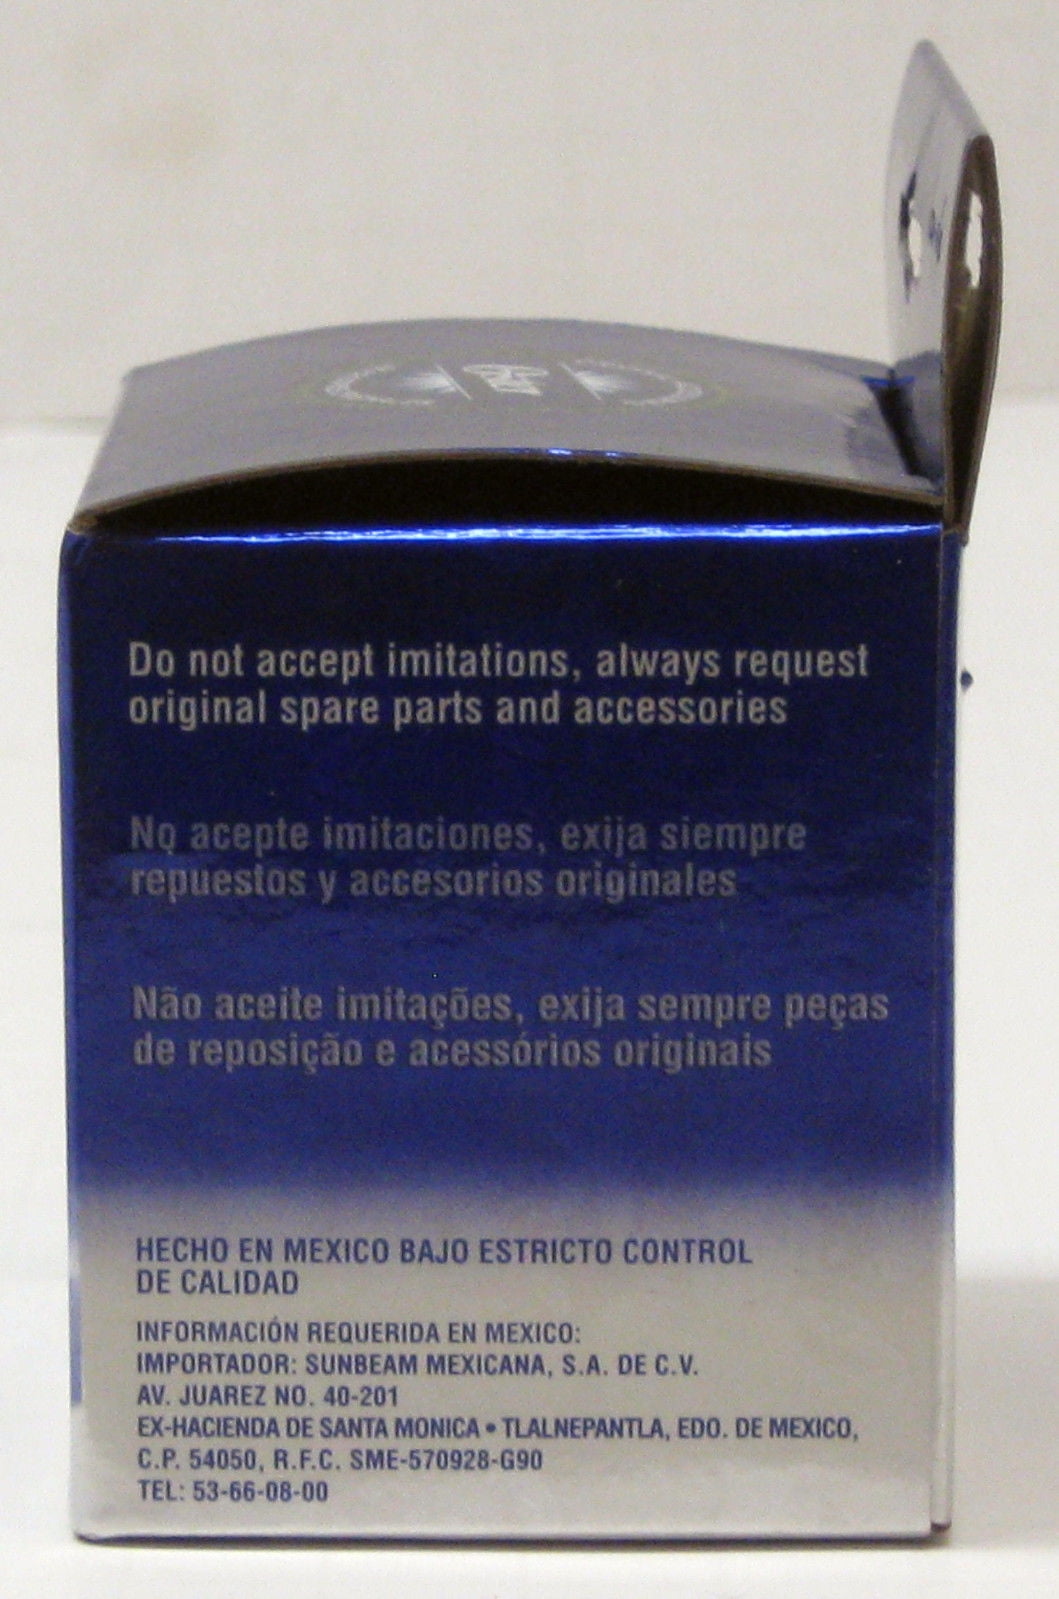 Do not accept imitations, always request
original spare parts and accessories
No acepte imitaciones, exija siempre
repuestos y accesorios originales
Não aceite imitações, exija sempre peças
de reposição e acessórios originais
HECHO EN MEXICO BAJO ESTRICTO CONTROL
DE CALIDAD
INFORMACIÓN REQUERIDA EN MEXICO:
IMPORTADOR: SUNBEAM MEXICANA, S.A. DE C.V.
AV. JUAREZ NO. 40-201
EX-HACIENDA DE SANTA MONICA • TLALNEPANTLA, EDO. DE MEXICO,
C.P. 54050, R.F.C. SME-570928-G90
TEL: 53-66-08-00